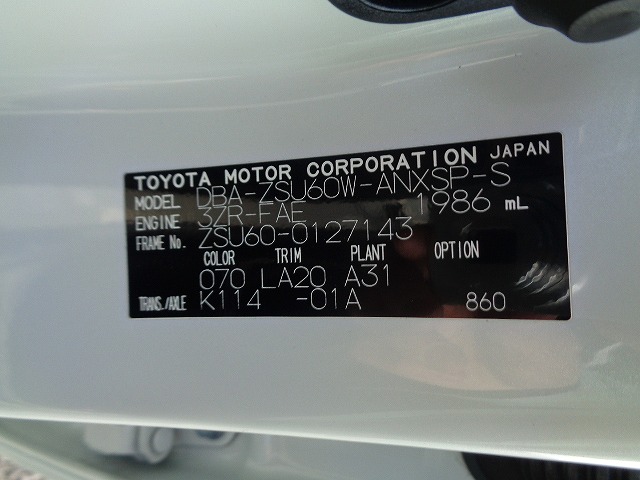 TOYOTA MOTOR CORPORATION JAPAN
MODEL DBA-ZSU60W-ANXSP-S
ENGINE 3ZR-FAE 1986 mL
FRAME No. ZSU60-0127143
COLOR TRIM PLANT OPTION
070 LA20 A31
TRANS./AXLE K114 -01A 860